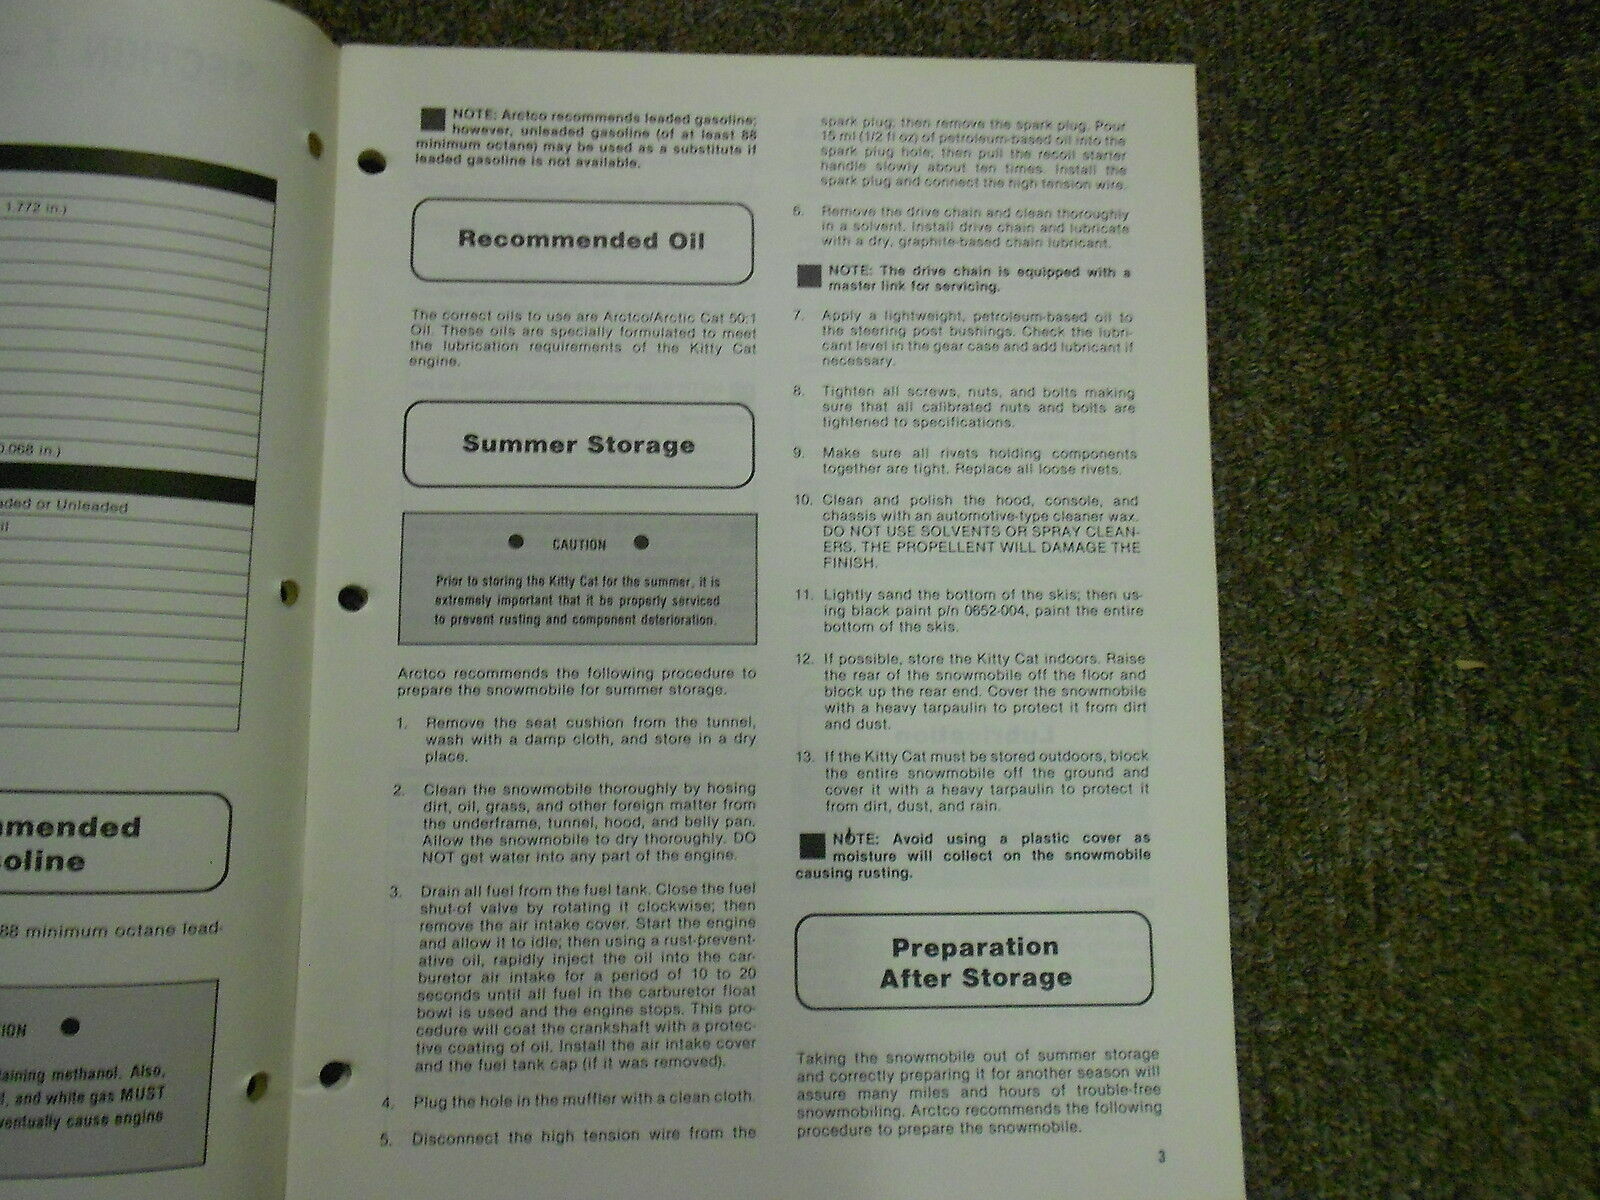 1.772 in.)
0.068 in.)
aded or Unleaded
il
mmended
oline
88 minimum octane lead-
ION
aining methanol. Also,
l, and white gas MUST
ventually cause engine
NOTE: Arctco recommends leaded gasoline;
however, unleaded gasoline (of at least 88
minimum octane) may be used as a substitute if
leaded gasoline is not available.
Recommended Oil
The correct oils to use are Arctco/Arctic Cat 50:1
Oil. These oils are specially formulated to meet
the lubrication requirements of the Kitty Cat
engine.
Summer Storage
CAUTION
Prior to storing the Kitty Cat for the summer, it is
extremely important that it be properly serviced
to prevent rusting and component deterioration.
Arctco recommends the following procedure to
prepare the snowmobile for summer storage.
1. Remove the seat cushion from the tunnel,
wash with a damp cloth, and store in a dry
place.
2. Clean the snowmobile thoroughly by hosing
dirt, oil, grass, and other foreign matter from
the underframe, tunnel, hood, and belly pan.
Allow the snowmobile to dry thoroughly. DO
NOT get water into any part of the engine.
3. Drain all fuel from the fuel tank. Close the fuel
shut-of valve by rotating it clockwise; then
remove the air intake cover. Start the engine
and allow it to idle; then using a rust-prevent-
ative oil, rapidly inject the oil into the car-
buretor air intake for a period of 10 to 20
seconds until all fuel in the carburetor float
bowl is used and the engine stops. This pro-
cedure will coat the crankshaft with a protec-
tive coating of oil. Install the air intake cover
and the fuel tank cap (if it was removed).
4. Plug the hole in the muffler with a clean cloth.
5. Disconnect the high tension wire from the
spark plug; then remove the spark plug. Pour
15 ml (1/2 fl oz) of petroleum-based oil into the
spark plug hole; then pull the recoil starter
handle slowly about ten times. Install the
spark plug and connect the high tension wire.
6. Remove the drive chain and clean thoroughly
in a solvent. Install drive chain and lubricate
with a dry, graphite-based chain lubricant.
NOTE: The drive chain is equipped with a
master link for servicing.
7. Apply a lightweight, petroleum-based oil to
the steering post bushings. Check the lubri-
cant level in the gear case and add lubricant if
necessary.
8. Tighten all screws, nuts, and bolts making
sure that all calibrated nuts and bolts are
tightened to specifications.
9. Make sure all rivets holding components
together are tight. Replace all loose rivets.
10. Clean and polish the hood, console, and
chassis with an automotive-type cleaner wax.
DO NOT USE SOLVENTS OR SPRAY CLEAN-
ERS. THE PROPELLENT WILL DAMAGE THE
FINISH.
11. Lightly sand the bottom of the skis; then us-
ing black paint p/n 0652-004, paint the entire
bottom of the skis.
12. If possible, store the Kitty Cat indoors. Raise
the rear of the snowmobile off the floor and
block up the rear end. Cover the snowmobile
with a heavy tarpaulin to protect it from dirt
and dust.
13. If the Kitty Cat must be stored outdoors, block
the entire snowmobile off the ground and
cover it with a heavy tarpaulin to protect it
from dirt, dust, and rain.
NOTE: Avoid using a plastic cover as
moisture will collect on the snowmobile
causing rusting.
Preparation
After Storage
Taking the snowmobile out of summer storage
and correctly preparing it for another season will
assure many miles and hours of trouble-free
snowmobiling. Arctco recommends the following
procedure to prepare the snowmobile.
3